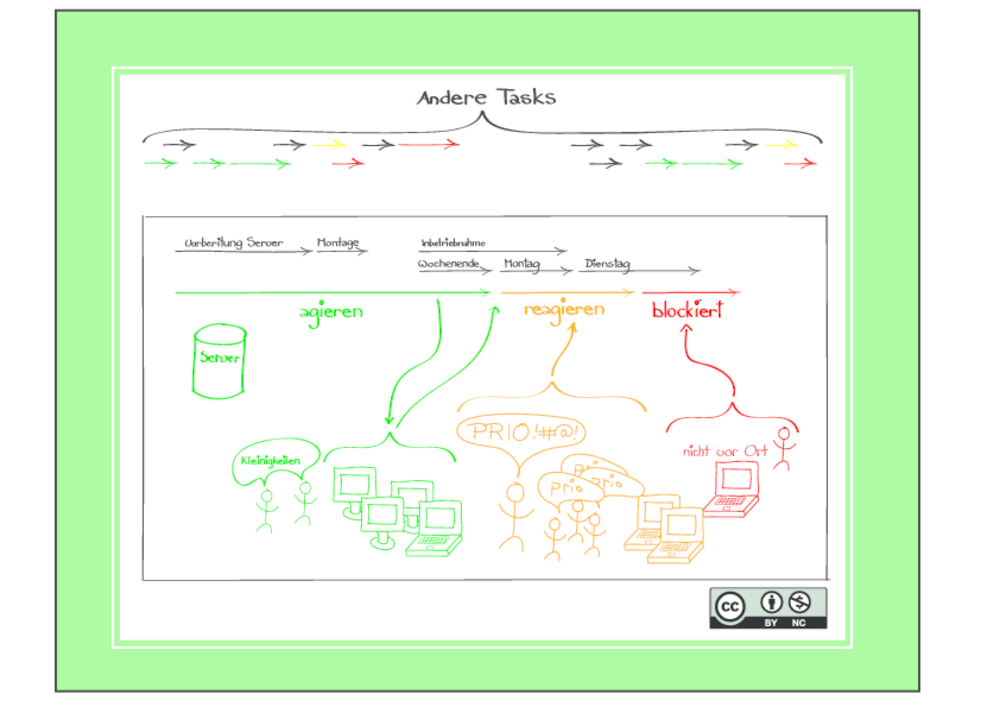 Andere Tasks
Vorbereitung Server Montage Inbetriebnahme
Wochenende Montag Dienstag
agieren reagieren blockiert
Server
PRIO!#@!
Kleinigkeiten
nicht vor Ort
Prio
Prio
Prio
CC
BY NC